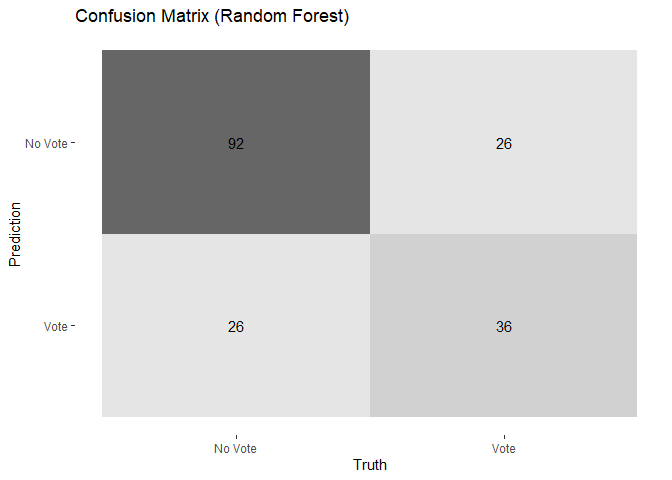 Confusion Matrix (Random Forest)
No Vote
92
26
Prediction
Vote
26
36
No Vote
Vote
Truth